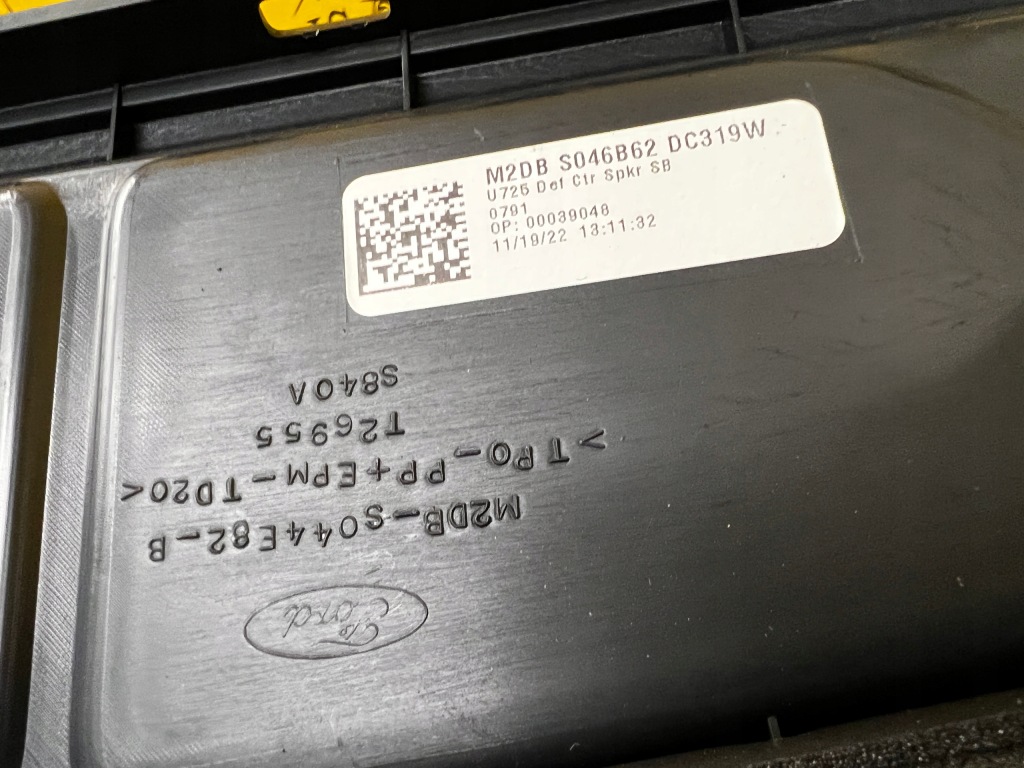 M2DB S046B62 DC319W
U725 Def Ctr Spkr SB
0791
OP: 00039048
11/19/22 13:11:32
Ford
M2DB-S044E82-B
<TPO-PP+EPM-TD20>
T26955
S840A